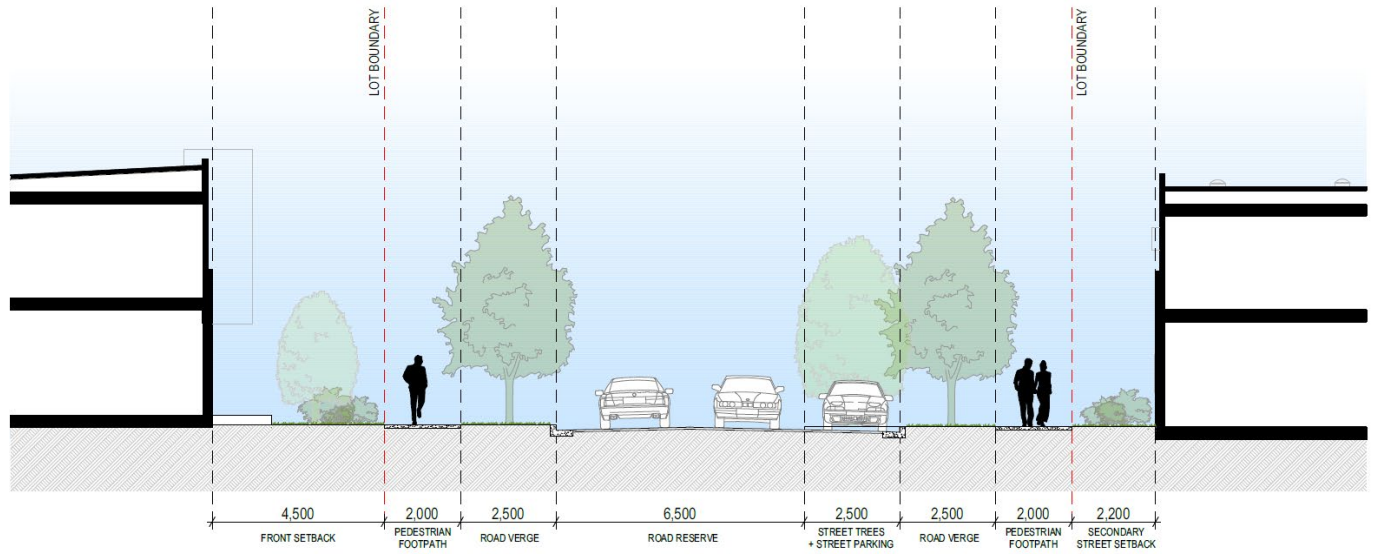 LOT BOUNDARY
LOT BOUNDARY
4,500
2,000
2,500
6,500
2,500
2,500
2,000
2,200
FRONT SETBACK
PEDESTRIAN
FOOTPATH
ROAD VERGE
ROAD RESERVE
STREET TREES
+ STREET PARKING
ROAD VERGE
PEDESTRIAN
FOOTPATH
SECONDARY
STREET SETBACK